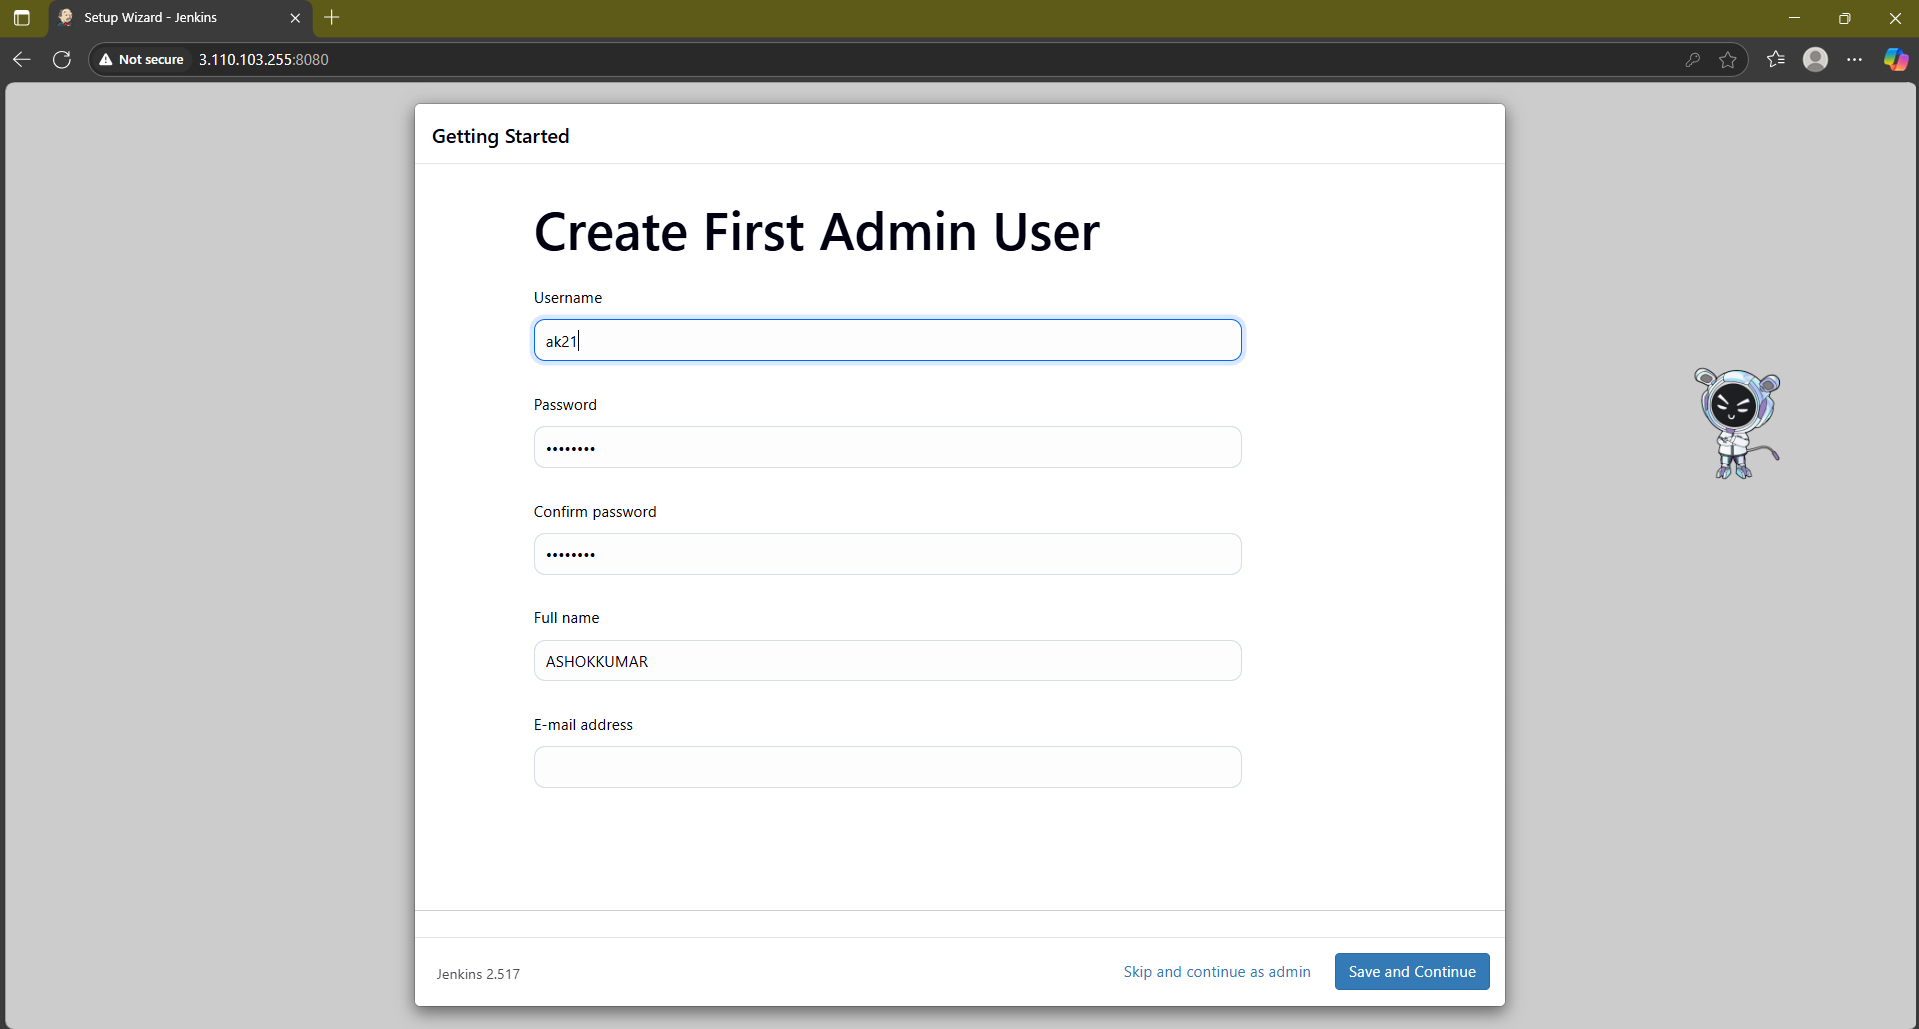 Setup Wizard - Jenkins
Not secure 3.110.103.255:8080
Getting Started
Create First Admin User
Username
ak21
Password
••••••••
Confirm password
••••••••
Full name
ASHOKKUMAR
E-mail address
Jenkins 2.517
Skip and continue as admin
Save and Continue